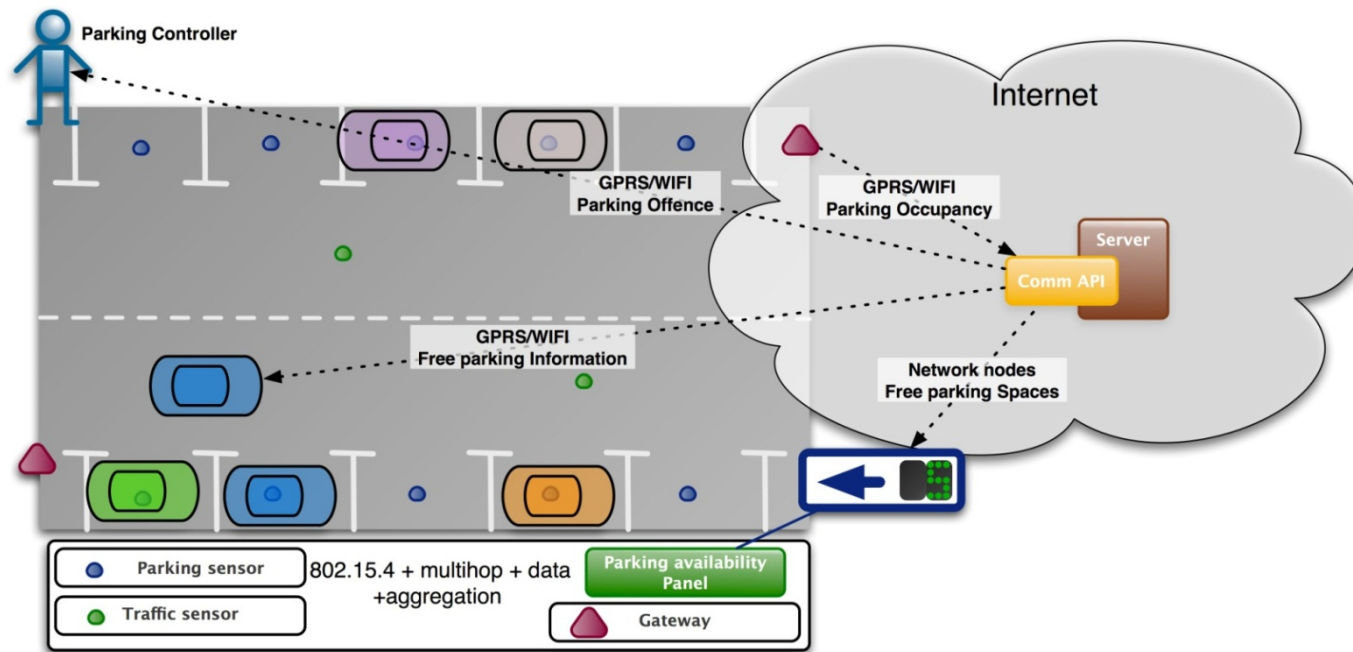 Parking Controller
Internet
GPRS/WIFI
Parking Offence
GPRS/WIFI
Parking Occupancy
Server
Comm API
GPRS/WIFI
Free parking Information
Network nodes
Free parking Spaces
Parking sensor
802.15.4 + multihop + data
+aggregation
Parking availability
Panel
Traffic sensor
Gateway